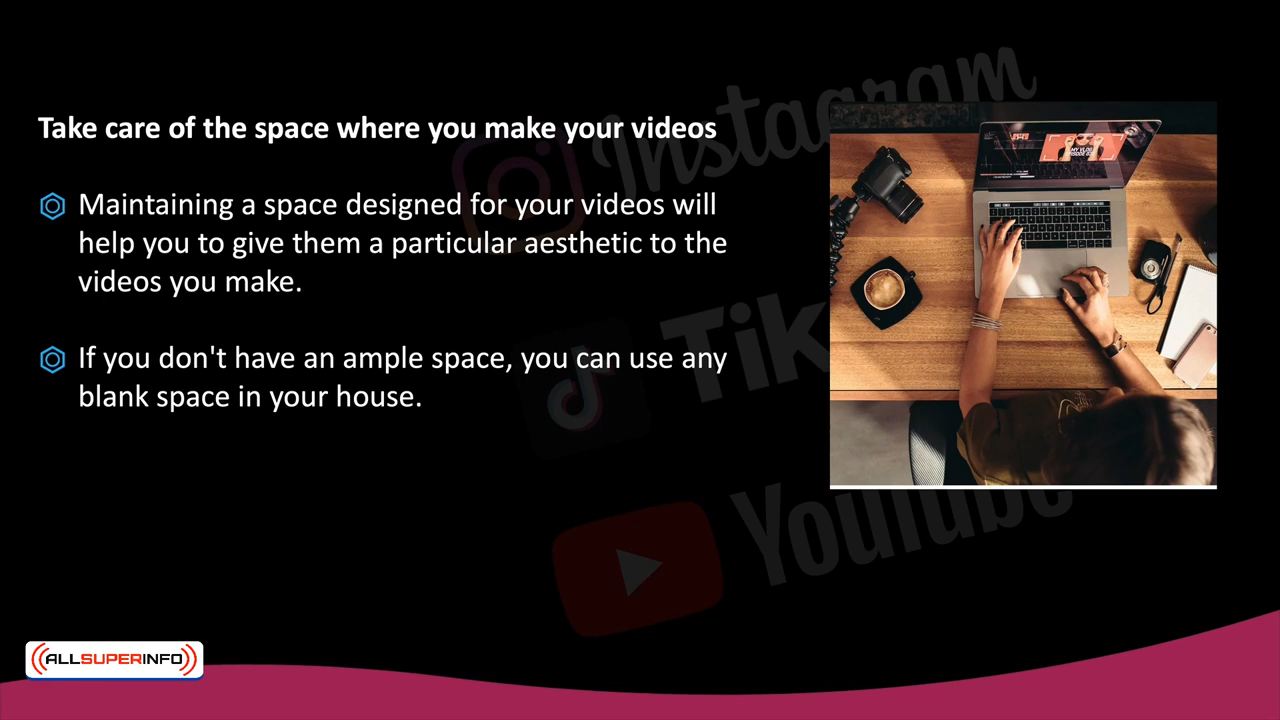 Take care of the space where you make your videos
Maintaining a space designed for your videos will
help you to give them a particular aesthetic to the
videos you make.
If you don't have an ample space, you can use any
blank space in your house.
Instagram
TikT
YouTube
ALLSUPERINFO